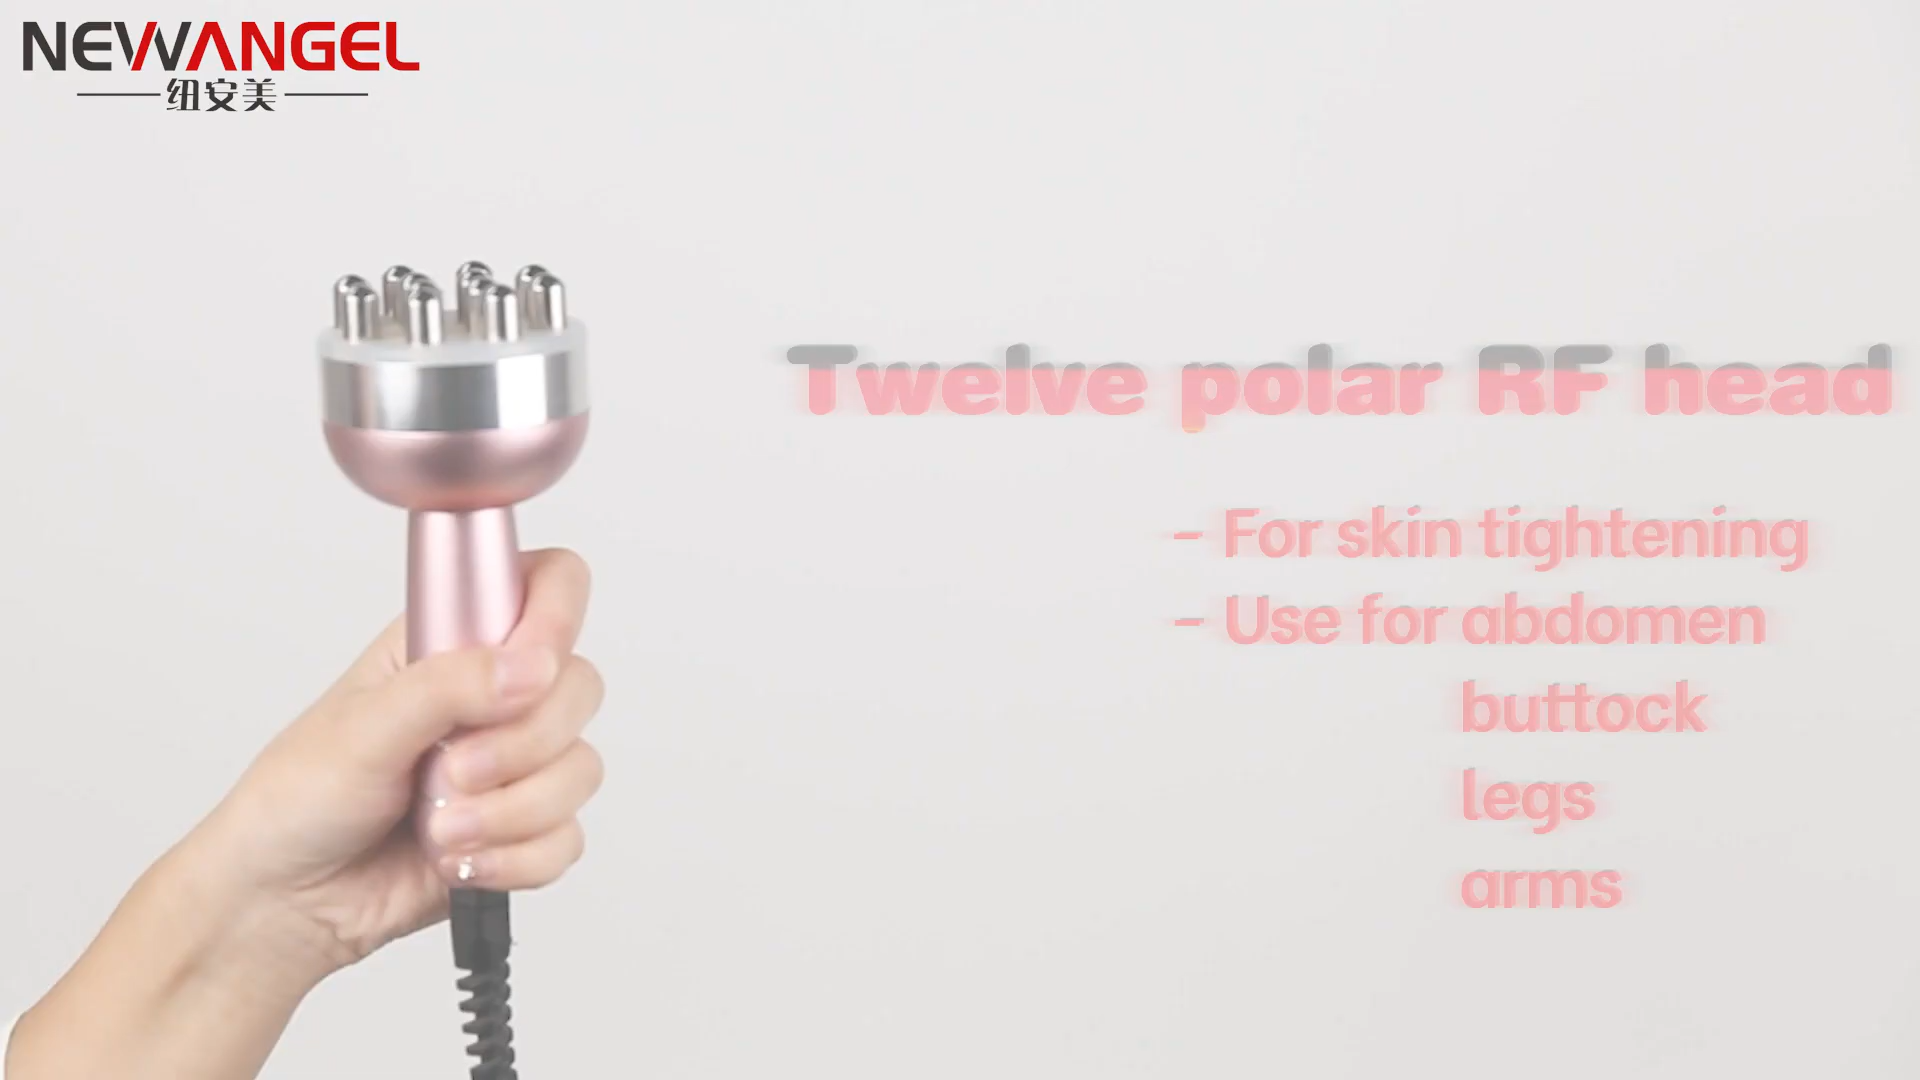 NEWANGEL
纽安美
Twelve polar RF head
- For skin tightening
- Use for abdomen
buttock
legs
arms